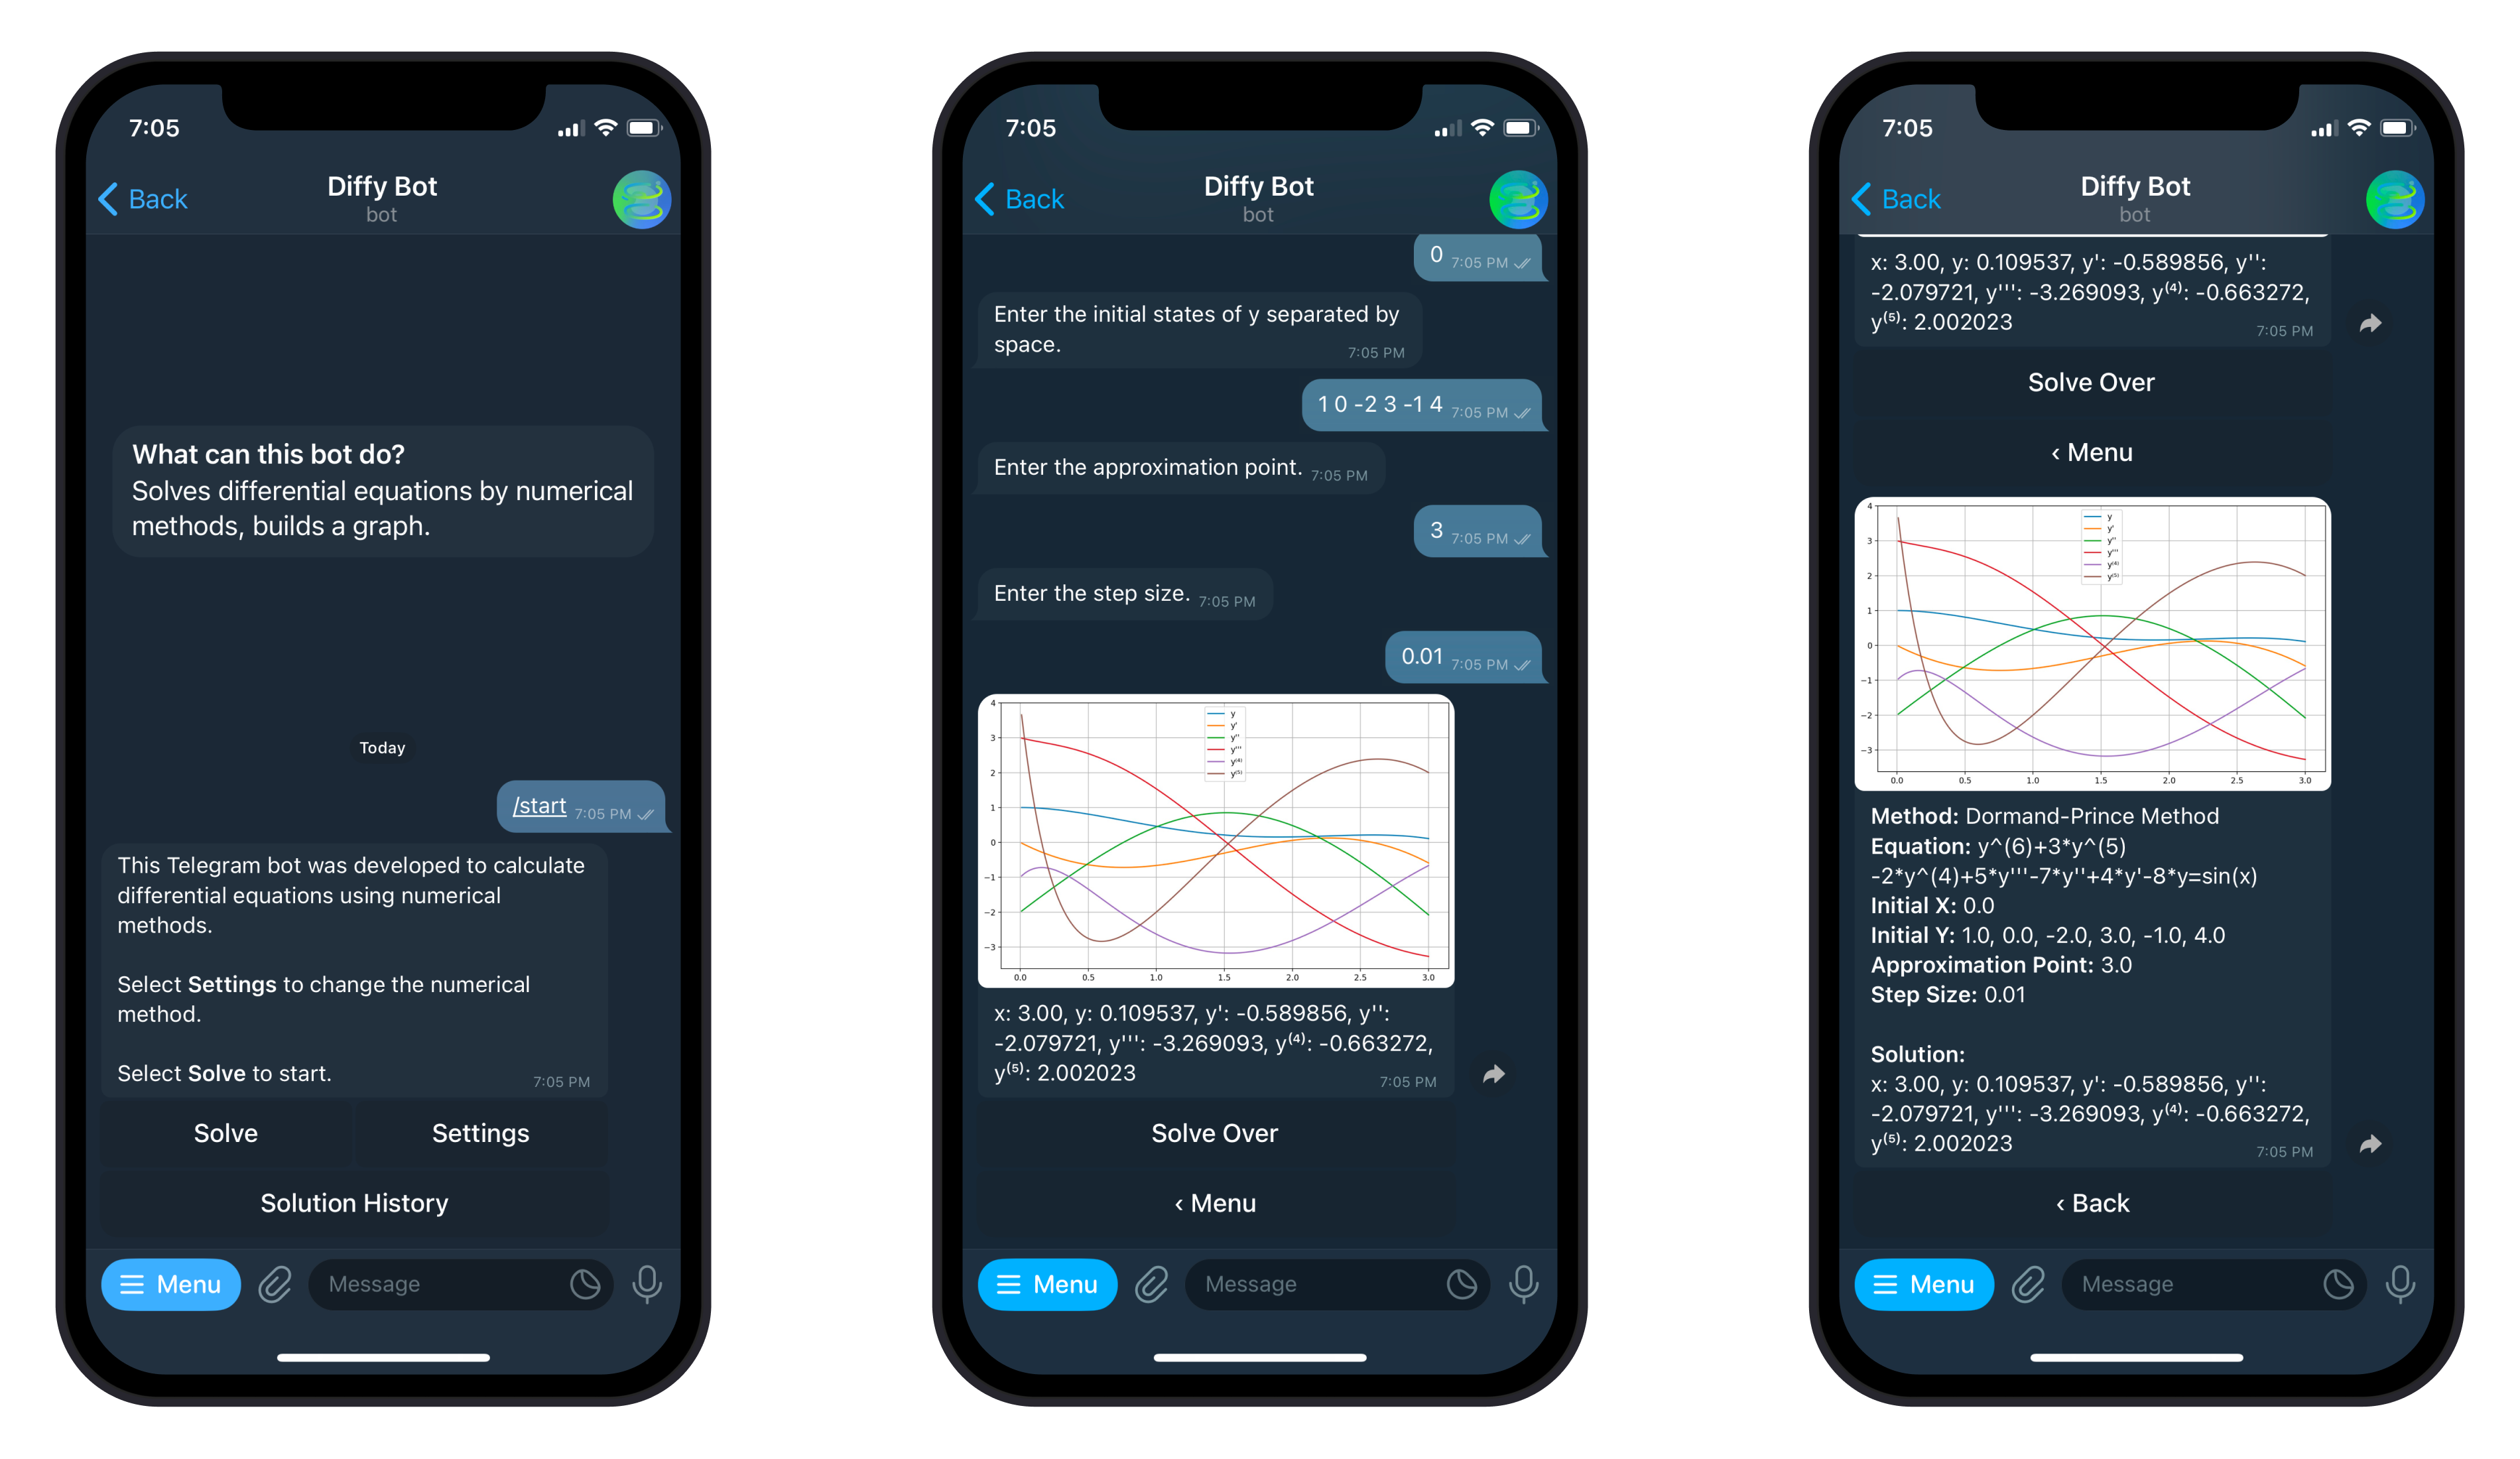 7:05
Back
Diffy Bot
bot
What can this bot do?
Solves differential equations by numerical
methods, builds a graph.
Today
/start 7:05 PM
This Telegram bot was developed to calculate
differential equations using numerical
methods.
Select Settings to change the numerical
method.
Select Solve to start.
7:05 PM
Solve
Settings
Solution History
Menu
Message
7:05
Back
Diffy Bot
bot
0 7:05 PM
Enter the initial states of y separated by
space.
7:05 PM
1 0 -2 3 -1 4 7:05 PM
Enter the approximation point. 7:05 PM
3 7:05 PM
Enter the step size. 7:05 PM
0.01 7:05 PM
4
3
2
1
0
−1
−2
−3
0.0 0.5 1.0 1.5 2.0 2.5 3.0
y
y'
y''
y'''
y⁽⁴⁾
y⁽⁵⁾
x: 3.00, y: 0.109537, y': -0.589856, y'':
-2.079721, y''': -3.269093, y⁽⁴⁾: -0.663272,
y⁽⁵⁾: 2.002023
7:05 PM
Solve Over
‹ Menu
Menu
Message
7:05
Back
Diffy Bot
bot
x: 3.00, y: 0.109537, y': -0.589856, y'':
-2.079721, y''': -3.269093, y⁽⁴⁾: -0.663272,
y⁽⁵⁾: 2.002023
7:05 PM
Solve Over
‹ Menu
4
3
2
1
0
−1
−2
−3
0.0 0.5 1.0 1.5 2.0 2.5 3.0
y
y'
y''
y'''
y⁽⁴⁾
y⁽⁵⁾
Method: Dormand-Prince Method
Equation: y^(6)+3*y^(5)
-2*y^(4)+5*y'''-7*y''+4*y'-8*y=sin(x)
Initial X: 0.0
Initial Y: 1.0, 0.0, -2.0, 3.0, -1.0, 4.0
Approximation Point: 3.0
Step Size: 0.01
Solution:
x: 3.00, y: 0.109537, y': -0.589856, y'':
-2.079721, y''': -3.269093, y⁽⁴⁾: -0.663272,
y⁽⁵⁾: 2.002023
7:05 PM
‹ Back
Menu
Message